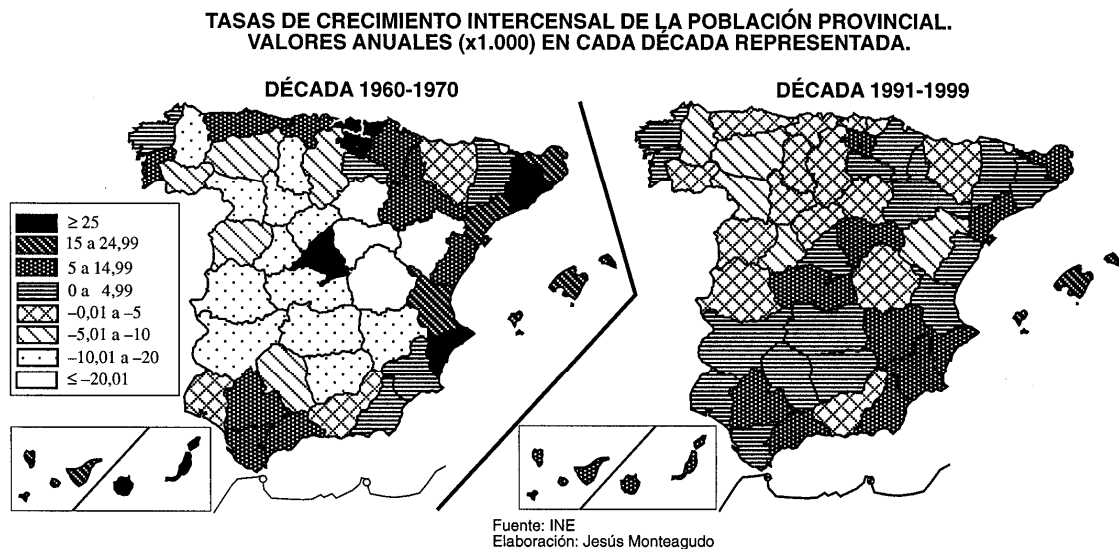 TASAS DE CRECIMIENTO INTERCENSAL DE LA POBLACIÓN PROVINCIAL.
VALORES ANUALES (x1.000) EN CADA DÉCADA REPRESENTADA.
DÉCADA 1960-1970
DÉCADA 1991-1999
≥ 25
15 a 24,99
5 a 14,99
0 a 4,99
–0,01 a –5
–5,01 a –10
–10,01 a –20
≤ –20,01
Fuente: INE
Elaboración: Jesús Monteagudo